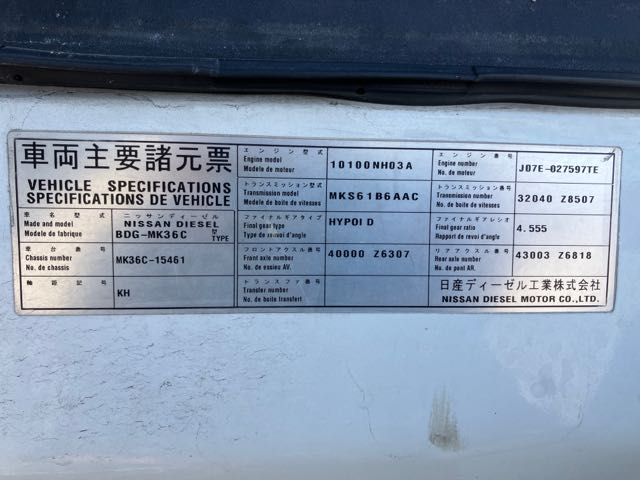 車両主要諸元票
VEHICLE SPECIFICATIONS
SPECIFICATIONS DE VEHICLE
車名型式
Made and model
Modele de fabrique
ニッサンディーゼル
NISSAN DIESEL
BDG-MK36C 型
TYPE
車台番号
Chassis number
No. de chassis
MK36C-15461
KH
エンジン型式
Engine model
Modele de moteur
10100NH03A
トランスミッション型式
Transmission model
Modele de boite de vitesses
MKS61B6AAC
ファイナルギアタイプ
Final gear type
Type de rapport d'avoi
HYPOID
フロントアクスル番号
Front axle number
No. de essieu AV.
40000 Z6307
トランスファ番号
Transfer number
No. de boite transfert
エンジン番号
Engine number
No. de moteur
J07E-027597TE
トランスミッション番号
Transmission number
No. de boite de vitesses
32040 Z8507
ファイナルギアレシオ
Final gear ratio
Rapport de revoi d'angle
4.555
リアアクスル番号
Rear axle number
No. de pont AR.
43003 Z6818
日産ディーゼル工業株式会社
NISSAN DIESEL MOTOR CO.,LTD.